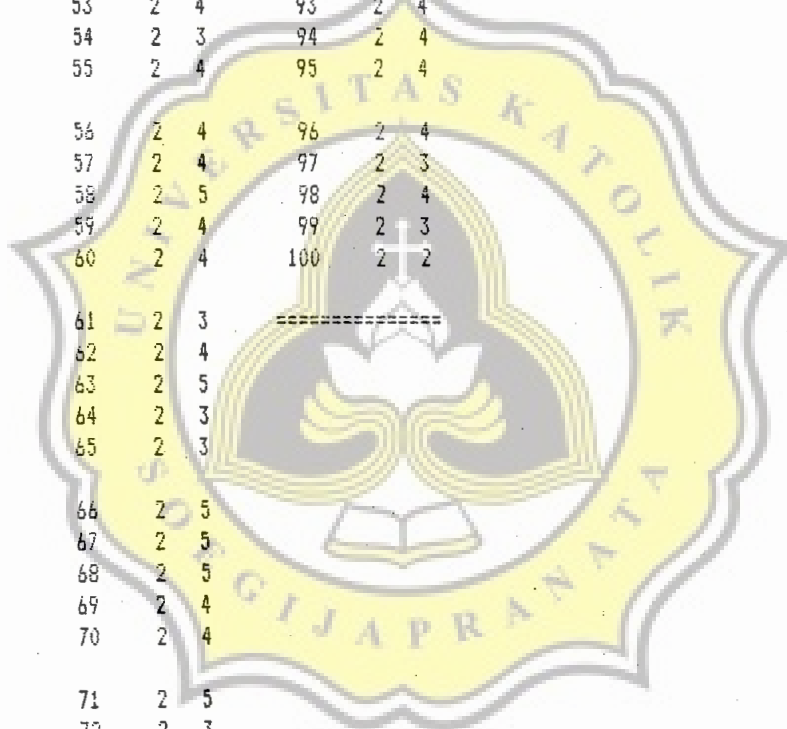 53 2 4 93 2 4
54 2 3 94 2 4
55 2 4 95 2 4
56 2 4 96 2 4
57 2 4 97 2 3
58 2 5 98 2 4
59 2 4 99 2 3
60 2 4 100 2 2
61 2 3 ===============
62 2 4
63 2 5
64 2 3
65 2 3
66 2 5
67 2 5
68 2 5
69 2 4
70 2 4
71 2 5
72 2 3
UNIVERSITAS KATOLIK
SOEGIJAPRANATA